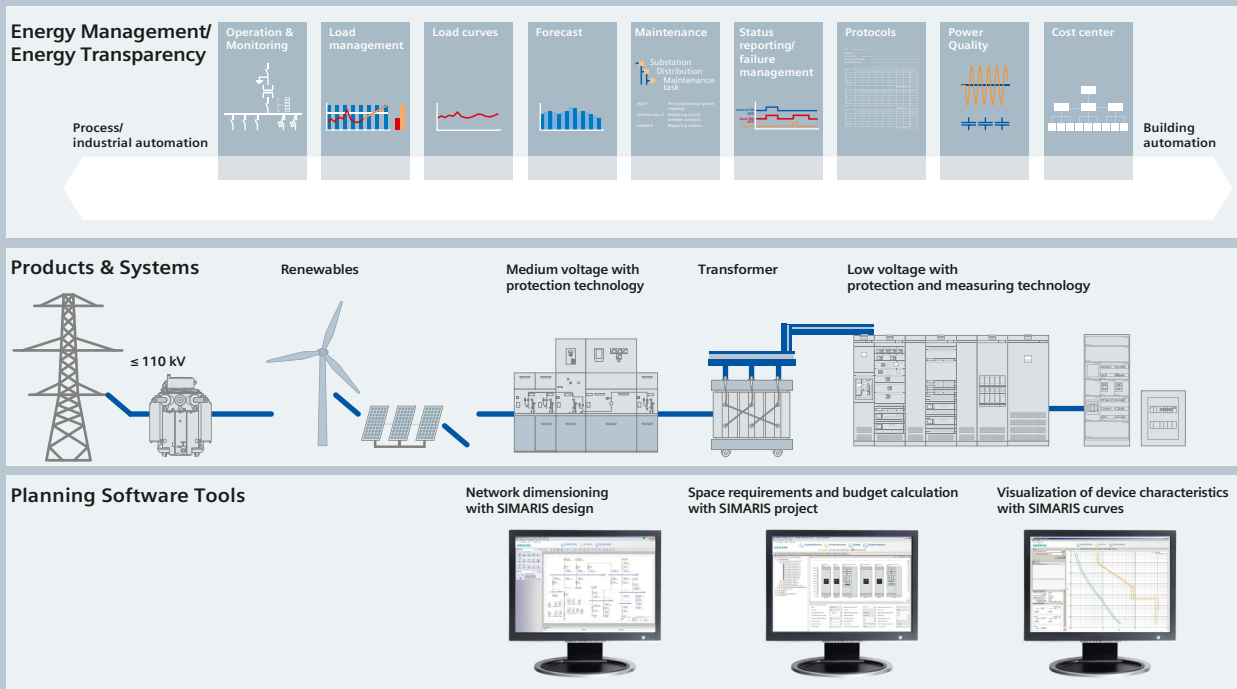 Energy Management/
Energy Transparency
Operation &
Monitoring
Load
management
Load curves
Forecast
Maintenance
Substation
Distribution
Maintenance
task
Status
reporting/
failure
management
Protocols
Power
Quality
Cost center
Process/
industrial automation
Building
automation
Products & Systems
≤ 110 kV
Renewables
Medium voltage with
protection technology
Transformer
Low voltage with
protection and measuring technology
Planning Software Tools
Network dimensioning
with SIMARIS design
Space requirements and budget calculation
with SIMARIS project
Visualization of device characteristics
with SIMARIS curves